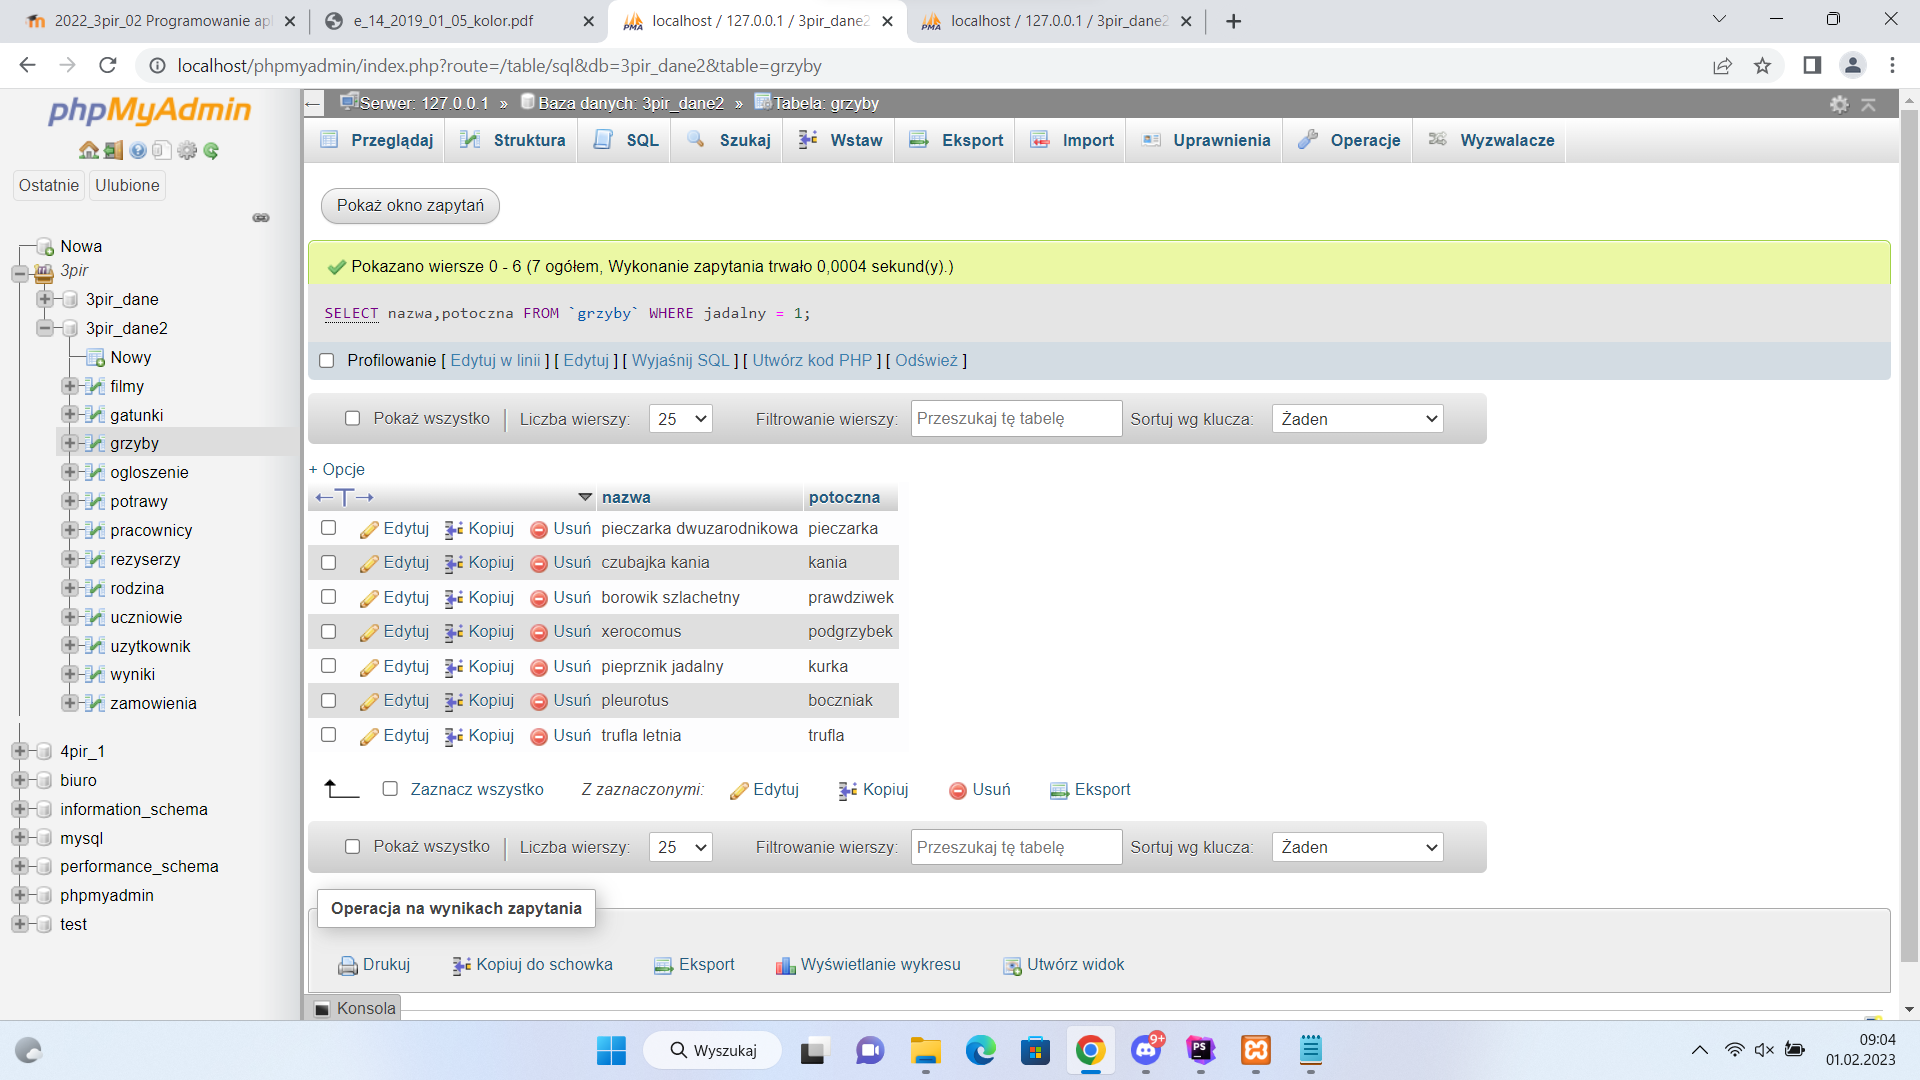 2022_3pir_02 Programowanie apl
e_14_2019_01_05_kolor.pdf
localhost / 127.0.0.1 / 3pir_dane2
localhost / 127.0.0.1 / 3pir_dane2
localhost/phpmyadmin/index.php?route=/table/sql&db=3pir_dane2&table=grzyby
phpMyAdmin
Ostatnie Ulubione
Nowa
3pir
3pir_dane
3pir_dane2
Nowy
filmy
gatunki
grzyby
ogloszenie
potrawy
pracownicy
rezyserzy
rodzina
uczniowie
uzytkownik
wyniki
zamowienia
4pir_1
biuro
information_schema
mysql
performance_schema
phpmyadmin
test
Serwer: 127.0.0.1 » Baza danych: 3pir_dane2 » Tabela: grzyby
Przeglądaj Struktura SQL Szukaj Wstaw Eksport Import Uprawnienia Operacje Wyzwalacze
Pokaż okno zapytań
Pokazano wiersze 0 - 6 (7 ogółem, Wykonanie zapytania trwało 0,0004 sekund(y).)
SELECT nazwa,potoczna FROM `grzyby` WHERE jadalny = 1;
Profilowanie [ Edytuj w linii ] [ Edytuj ] [ Wyjaśnij SQL ] [ Utwórz kod PHP ] [ Odśwież ]
Pokaż wszystko Liczba wierszy: 25 Filtrowanie wierszy: Przeszukaj tę tabelę Sortuj wg klucza: Żaden
+ Opcje
←T→ nazwa potoczna
Edytuj Kopiuj Usuń pieczarka dwuzarodnikowa pieczarka
Edytuj Kopiuj Usuń czubajka kania kania
Edytuj Kopiuj Usuń borowik szlachetny prawdziwek
Edytuj Kopiuj Usuń xerocomus podgrzybek
Edytuj Kopiuj Usuń pieprznik jadalny kurka
Edytuj Kopiuj Usuń pleurotus boczniak
Edytuj Kopiuj Usuń trufla letnia trufla
Zaznacz wszystko Z zaznaczonymi: Edytuj Kopiuj Usuń Eksport
Pokaż wszystko Liczba wierszy: 25 Filtrowanie wierszy: Przeszukaj tę tabelę Sortuj wg klucza: Żaden
Operacja na wynikach zapytania
Drukuj Kopiuj do schowka Eksport Wyświetlanie wykresu Utwórz widok
Konsola
Wyszukaj
9+
PS
09:04
01.02.2023